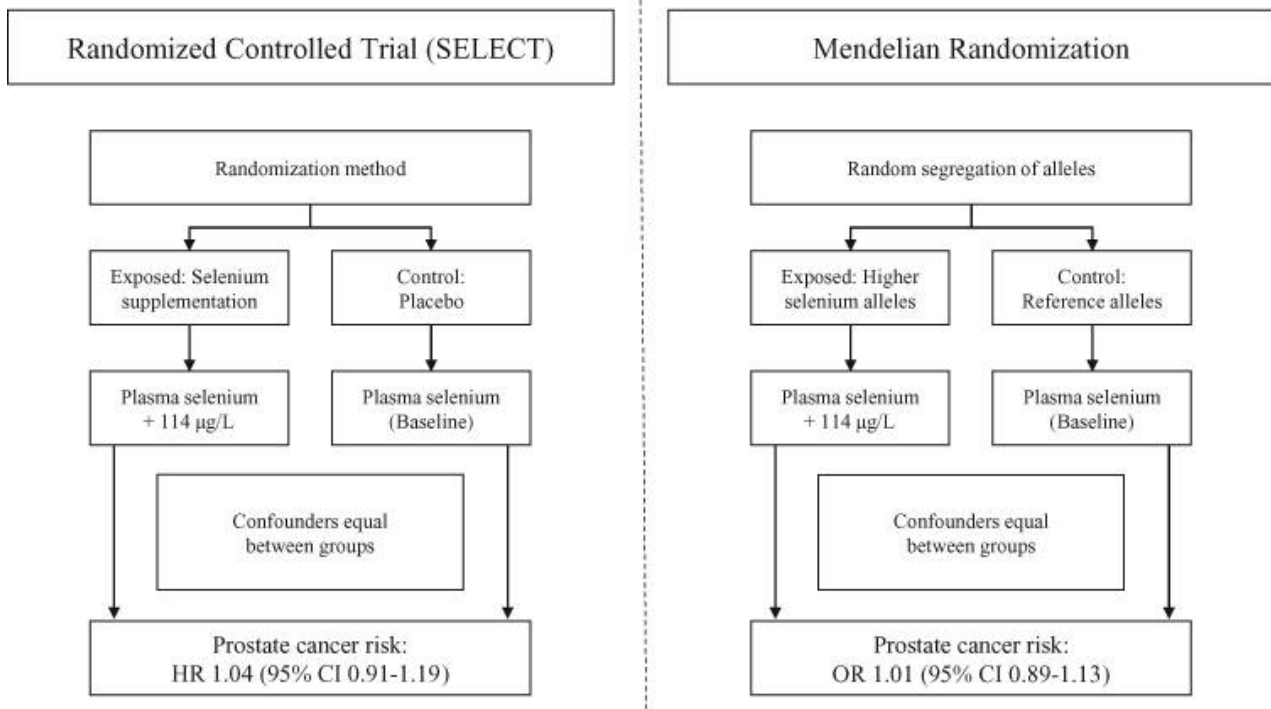 Randomized Controlled Trial (SELECT)
Randomization method
Exposed: Selenium
supplementation
Control:
Placebo
Plasma selenium
+ 114 μg/L
Plasma selenium
(Baseline)
Confounders equal
between groups
Prostate cancer risk:
HR 1.04 (95% CI 0.91-1.19)
Mendelian Randomization
Random segregation of alleles
Exposed: Higher
selenium alleles
Control:
Reference alleles
Plasma selenium
+ 114 μg/L
Plasma selenium
(Baseline)
Confounders equal
between groups
Prostate cancer risk:
OR 1.01 (95% CI 0.89-1.13)